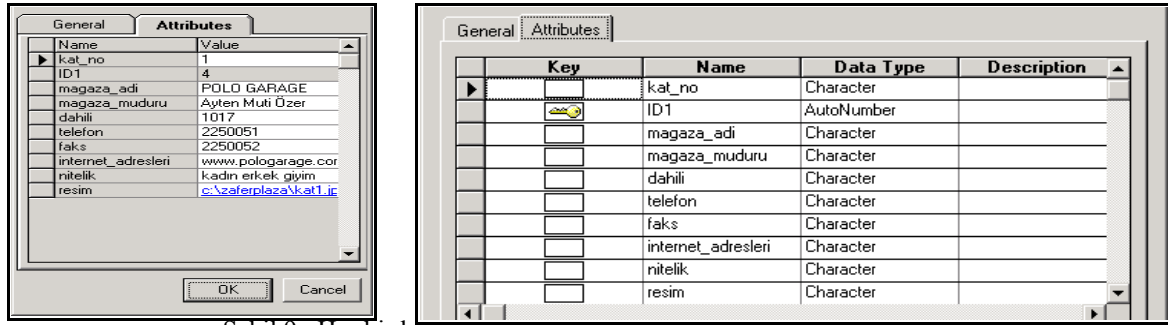 General Attributes
Name Value
kat_no 1
ID1 4
magaza_adi POLO GARAGE
magaza_muduru Ayten Muti Özer
dahili 1017
telefon 2250051
faks 2250052
internet_adresleri www.pologarage.cor
nitelik kadın erkek giyim
resim c:\zaferplaza\kat1.jp
OK Cancel
General Attributes
Key Name Data Type Description
kat_no Character
ID1 AutoNumber
magaza_adi Character
magaza_muduru Character
dahili Character
telefon Character
faks Character
internet_adresleri Character
nitelik Character
resim Character